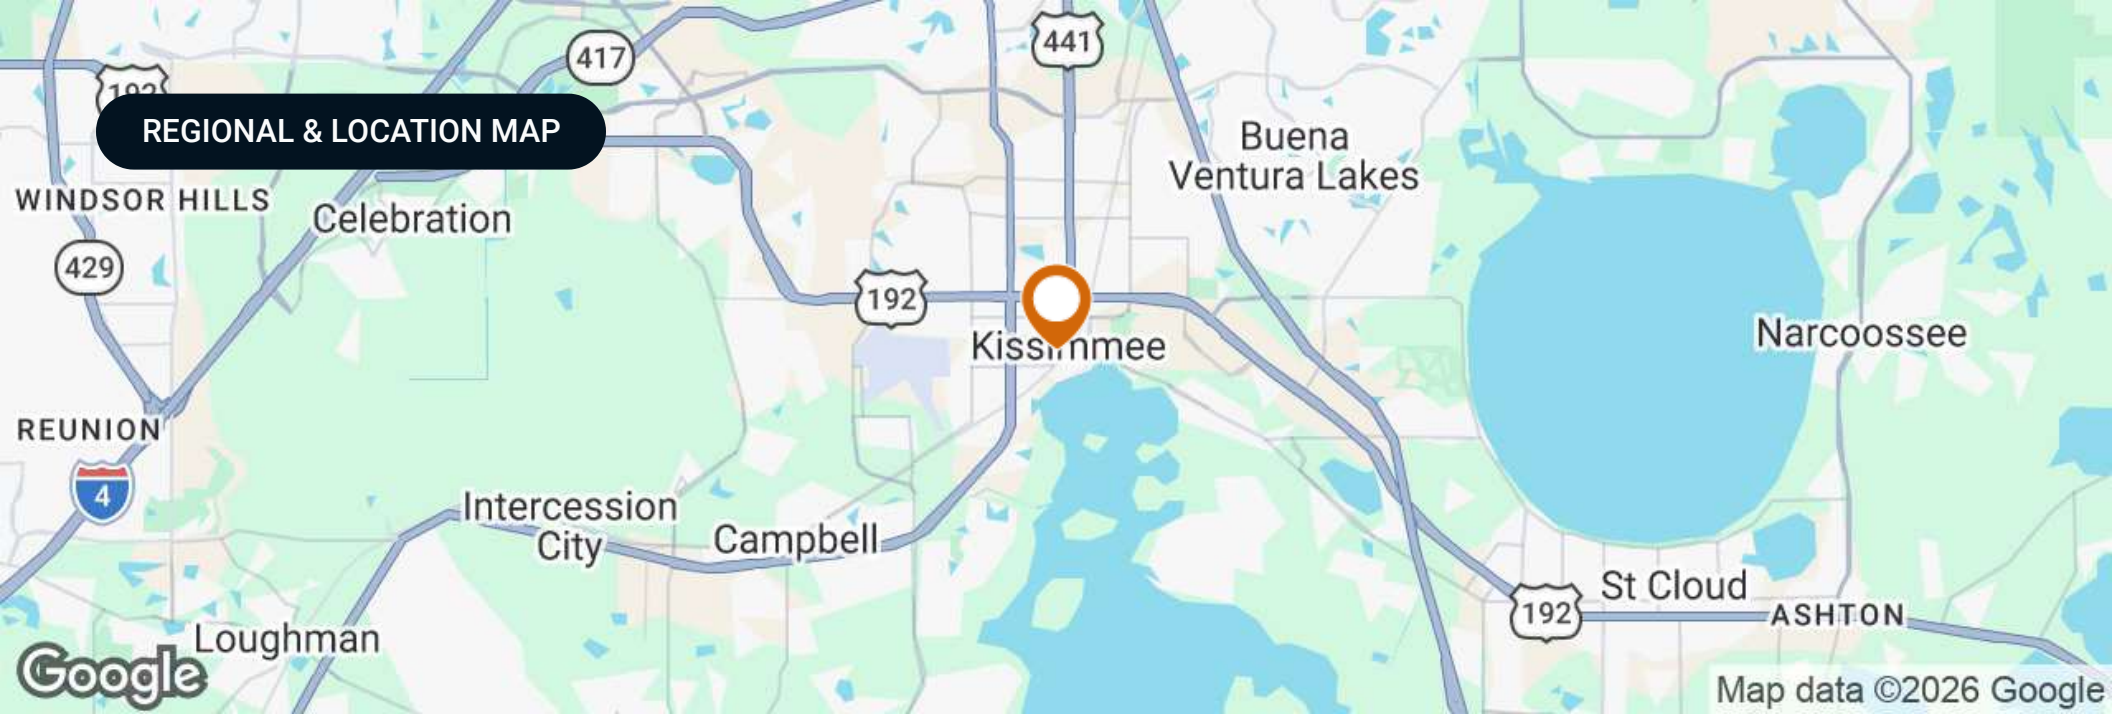 417
441
192
REGIONAL & LOCATION MAP
Buena
Ventura Lakes
WINDSOR HILLS
Celebration
429
192
Kissimmee
Narcoossee
REUNION
4
Intercession
City
Campbell
St Cloud
192
ASHTON
Loughman
Google
Map data ©2026 Google